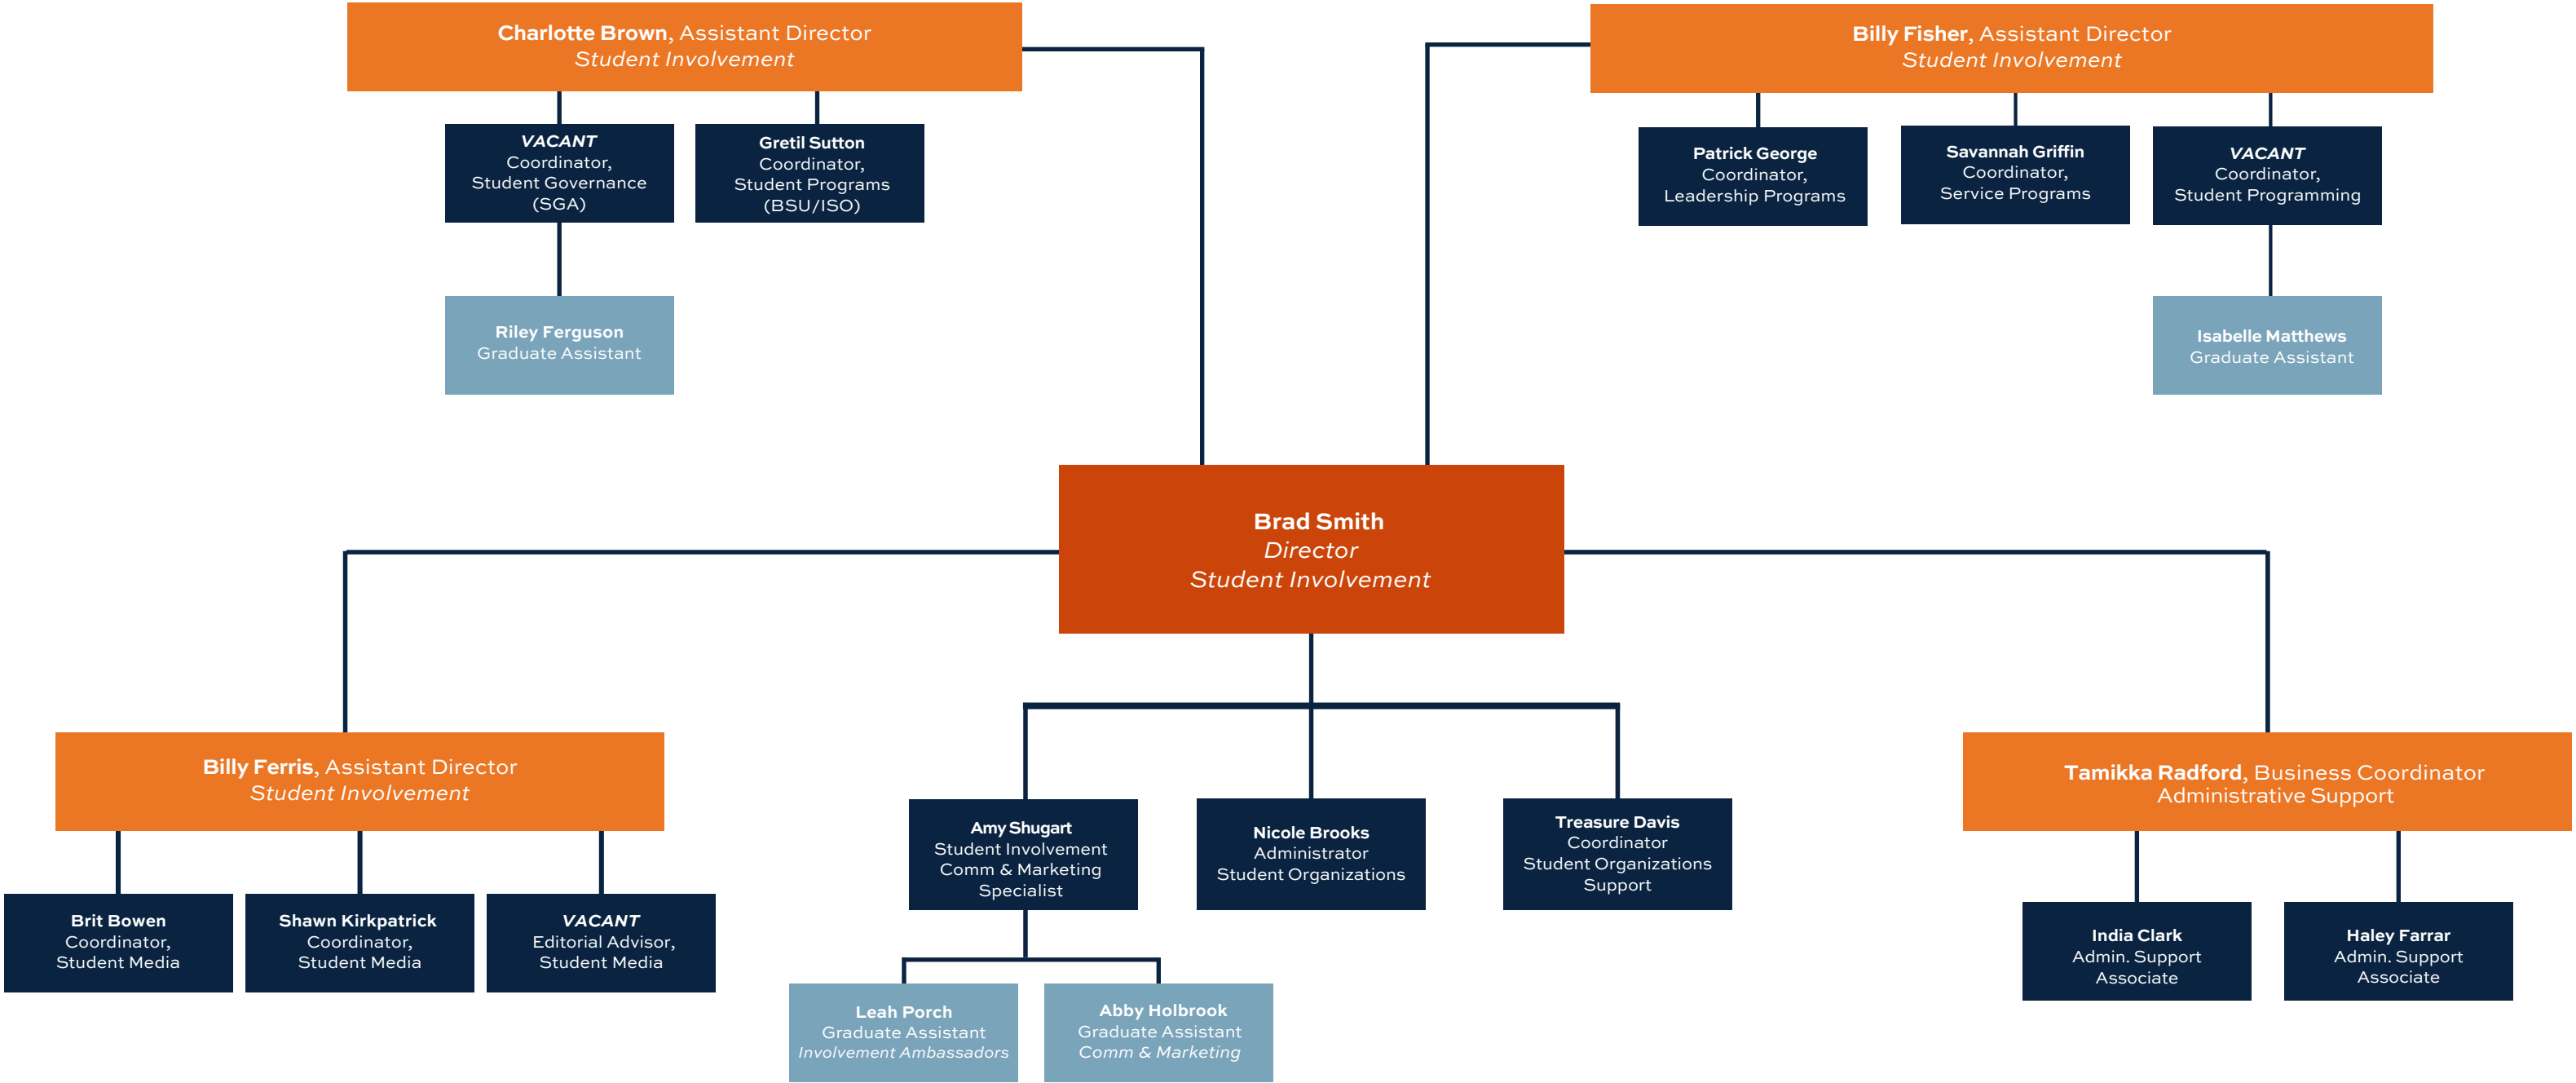 Charlotte Brown, Assistant Director
Student Involvement
Billy Fisher, Assistant Director
Student Involvement
VACANT
Coordinator,
Student Governance
(SGA)
Gretil Sutton
Coordinator,
Student Programs
(BSU/ISO)
Patrick George
Coordinator,
Leadership Programs
Savannah Griffin
Coordinator,
Service Programs
VACANT
Coordinator,
Student Programming
Riley Ferguson
Graduate Assistant
Isabelle Matthews
Graduate Assistant
Brad Smith
Director
Student Involvement
Billy Ferris, Assistant Director
Student Involvement
Tamikka Radford, Business Coordinator
Administrative Support
Amy Shugart
Student Involvement
Comm & Marketing
Specialist
Nicole Brooks
Administrator
Student Organizations
Treasure Davis
Coordinator
Student Organizations
Support
Brit Bowen
Coordinator,
Student Media
Shawn Kirkpatrick
Coordinator,
Student Media
VACANT
Editorial Advisor,
Student Media
India Clark
Admin. Support
Associate
Haley Farrar
Admin. Support
Associate
Leah Porch
Graduate Assistant
Involvement Ambassadors
Abby Holbrook
Graduate Assistant
Comm & Marketing